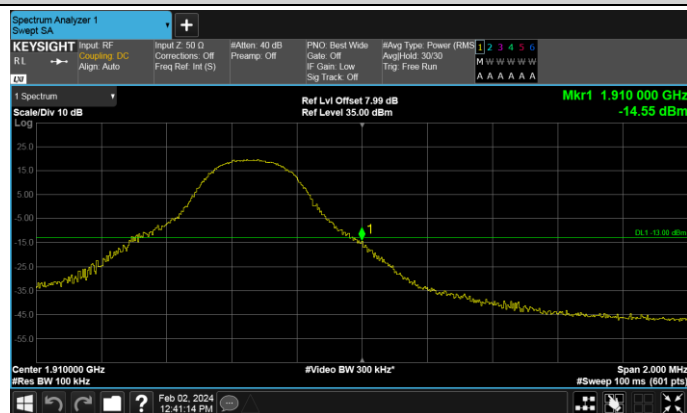 Spectrum Analyzer 1
Swept SA
KEYSIGHT
RL
Input: RF
Coupling: DC
Align: Auto
Input Z: 50 Ω
Corrections: Off
Freq Ref: Int (S)
#Atten: 40 dB
Preamp: Off
PNO: Best Wide
Gate: Off
IF Gain: Low
Sig Track: Off
#Avg Type: Power (RMS
Avg|Hold: 30/30
Trig: Free Run
1 2 3 4 5 6
M W W W W W
A A A A A A
LXI
1 Spectrum
Scale/Div 10 dB
Ref Lvl Offset 7.99 dB
Ref Level 35.00 dBm
Mkr1 1.910 000 GHz
-14.55 dBm
Log
25.0
15.0
5.00
-5.00
-15.0
-25.0
-35.0
-45.0
-55.0
1
DL1 -13.00 dBm
Center 1.910000 GHz
#Res BW 100 kHz
#Video BW 300 kHz*
Span 2.000 MHz
#Sweep 100 ms (601 pts)
Feb 02, 2024
12:41:14 PM